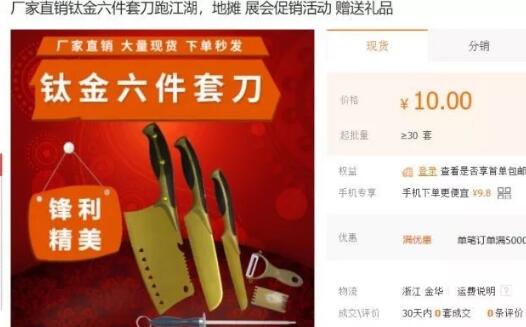 厂家直销钛金六件套刀跑江湖，地摊 展会促销活动 赠送礼品
厂家直销 大量现货 下单秒发
钛金六件套刀
锋利
精美
现货
分销
价格
¥ 10.00
起批量
≥30 套
权益
登录 查看是否享首单包邮
手机专享
手机下单更便宜 ¥9.8
优惠
满优惠
单笔订单满5000
物流
浙江 金华
运费说明
成交\评价
30天内 0套成交
0条评价